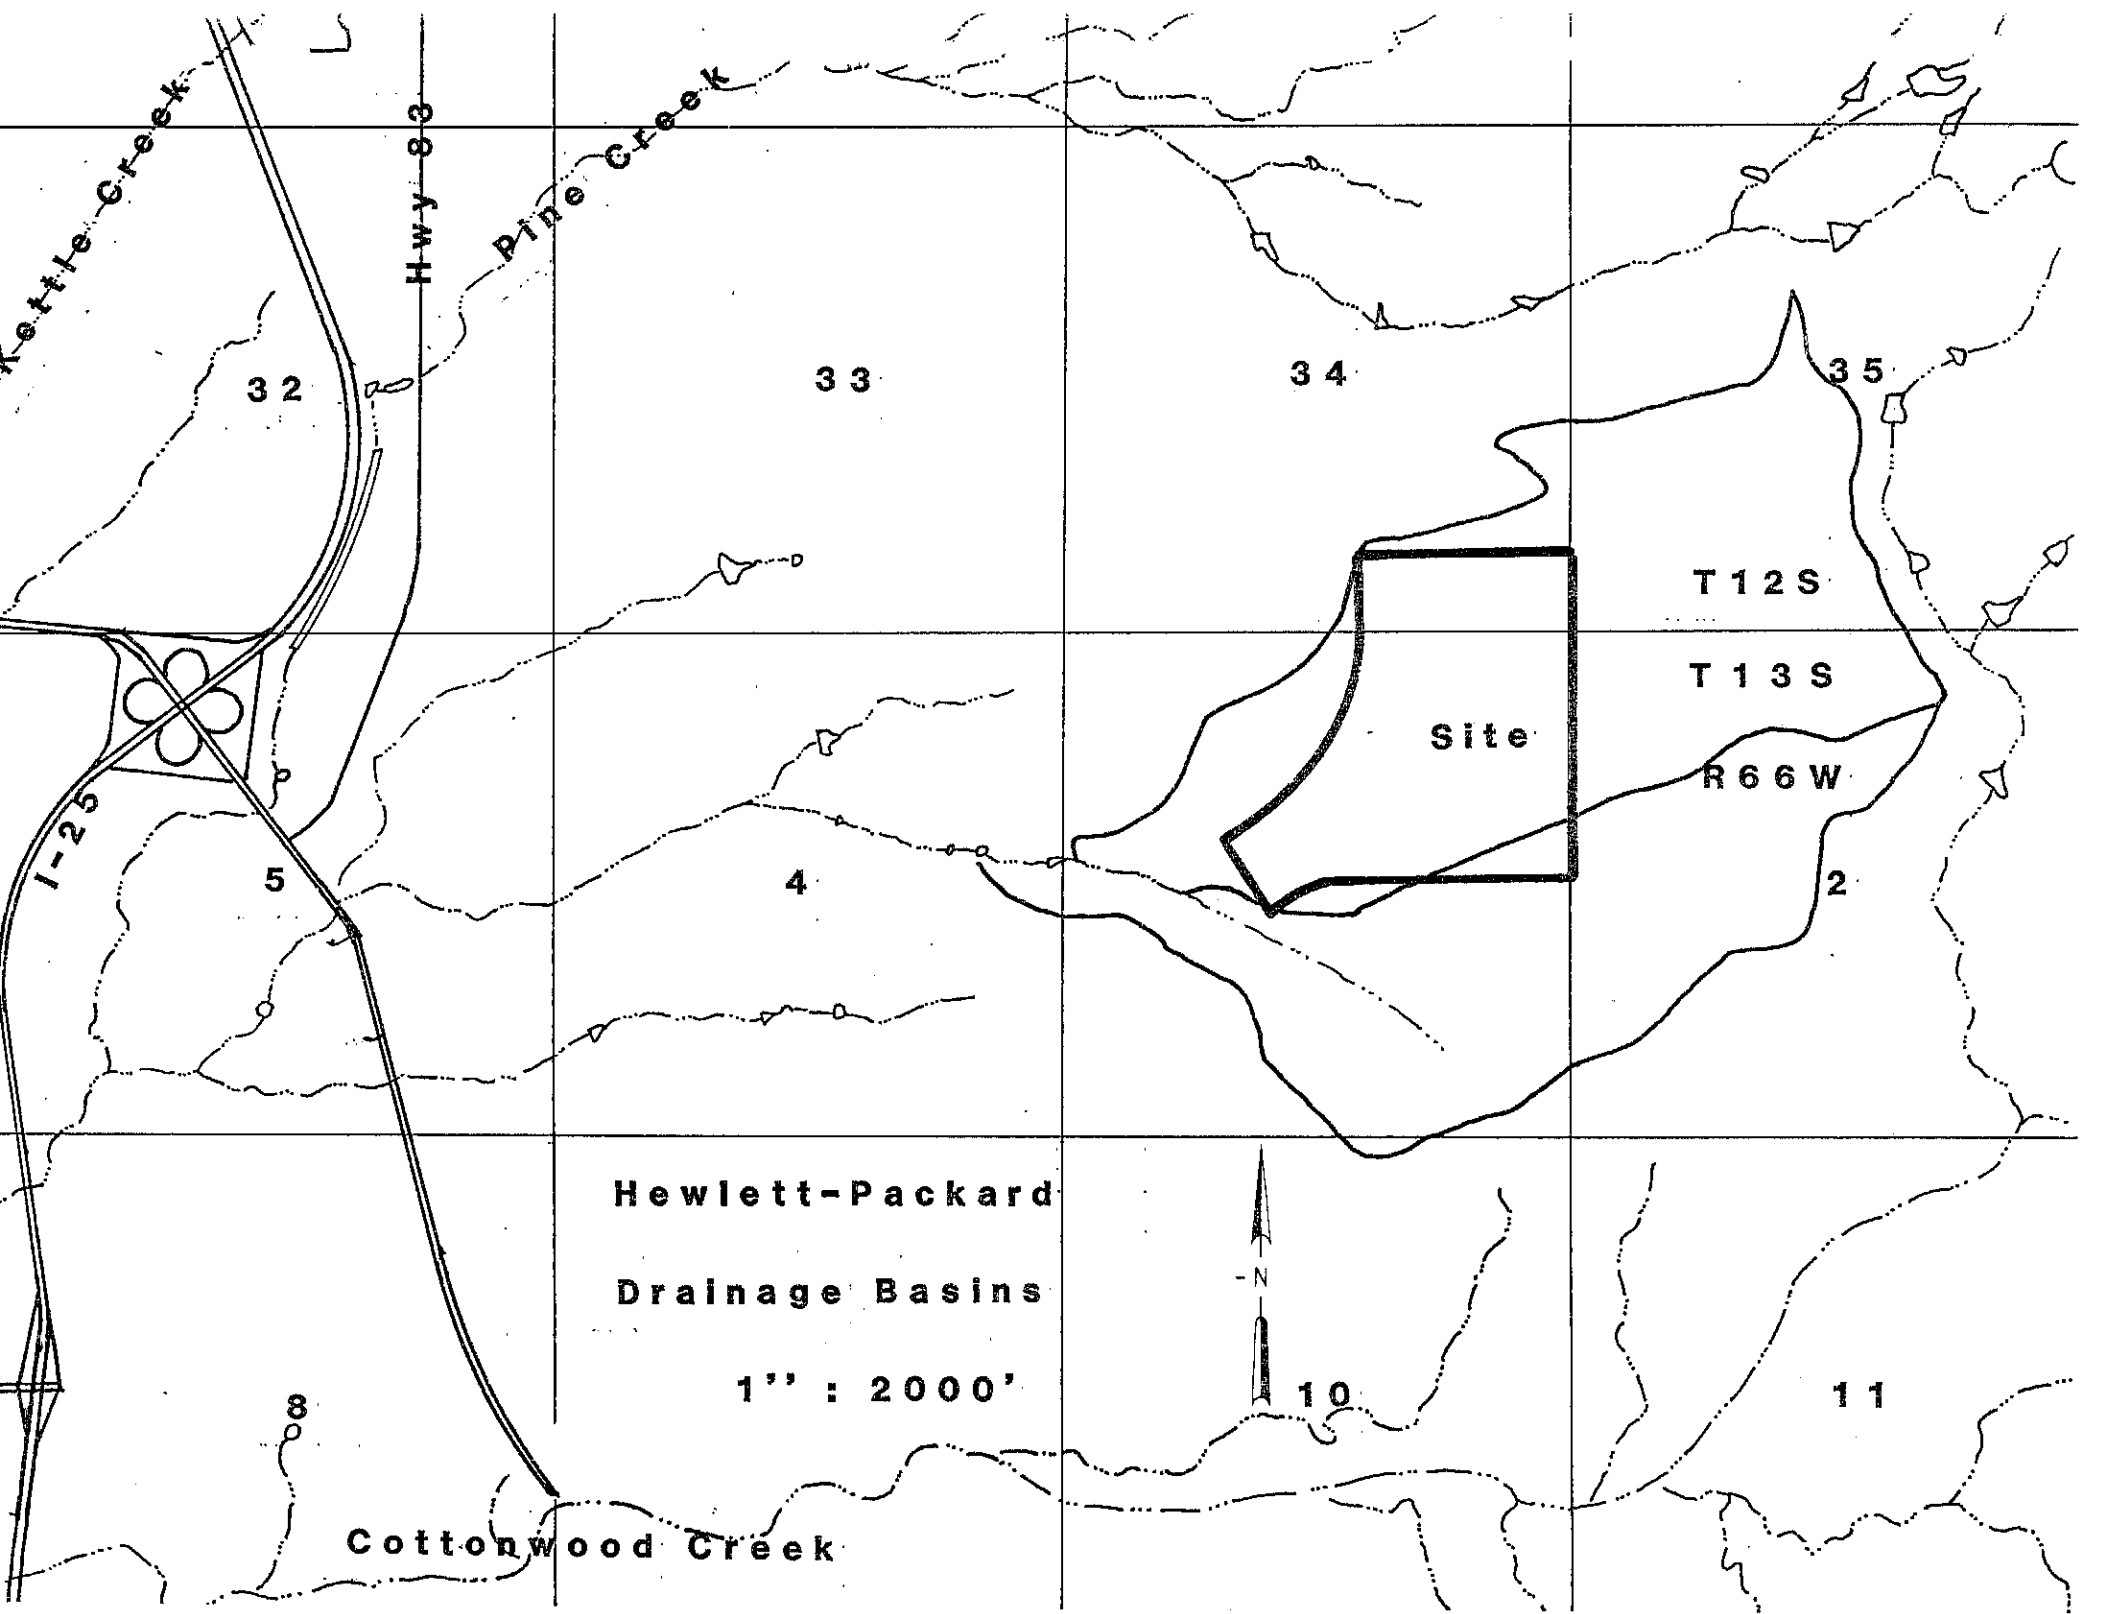 Kettle Creek
Hwy 83
Pine Creek
32
33
34
35
T12S
T13S
Site
R66W
I-25
5
4
2
Hewlett-Packard
Drainage Basins
1'' : 2000'
-N
8
10
11
Cottonwood Creek